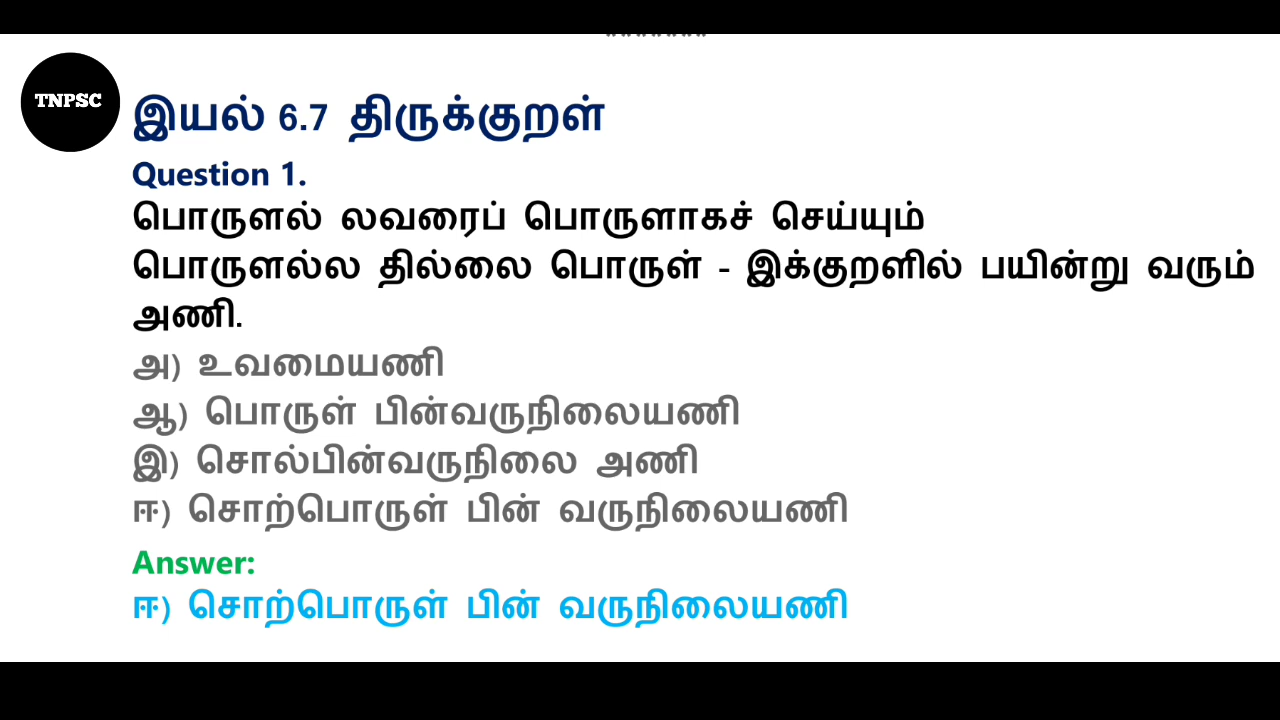 TNPSC
இயல் 6.7 திருக்குறள்
Question 1.
பொருளல் லவரைப் பொருளாகச் செய்யும்
பொருளல்ல தில்லை பொருள் - இக்குறளில் பயின்று வரும்
அணி.
அ) உவமையணி
ஆ) பொருள் பின்வருநிலையணி
இ) சொல்பின்வருநிலை அணி
ஈ) சொற்பொருள் பின் வருநிலையணி
Answer:
ஈ) சொற்பொருள் பின் வருநிலையணி